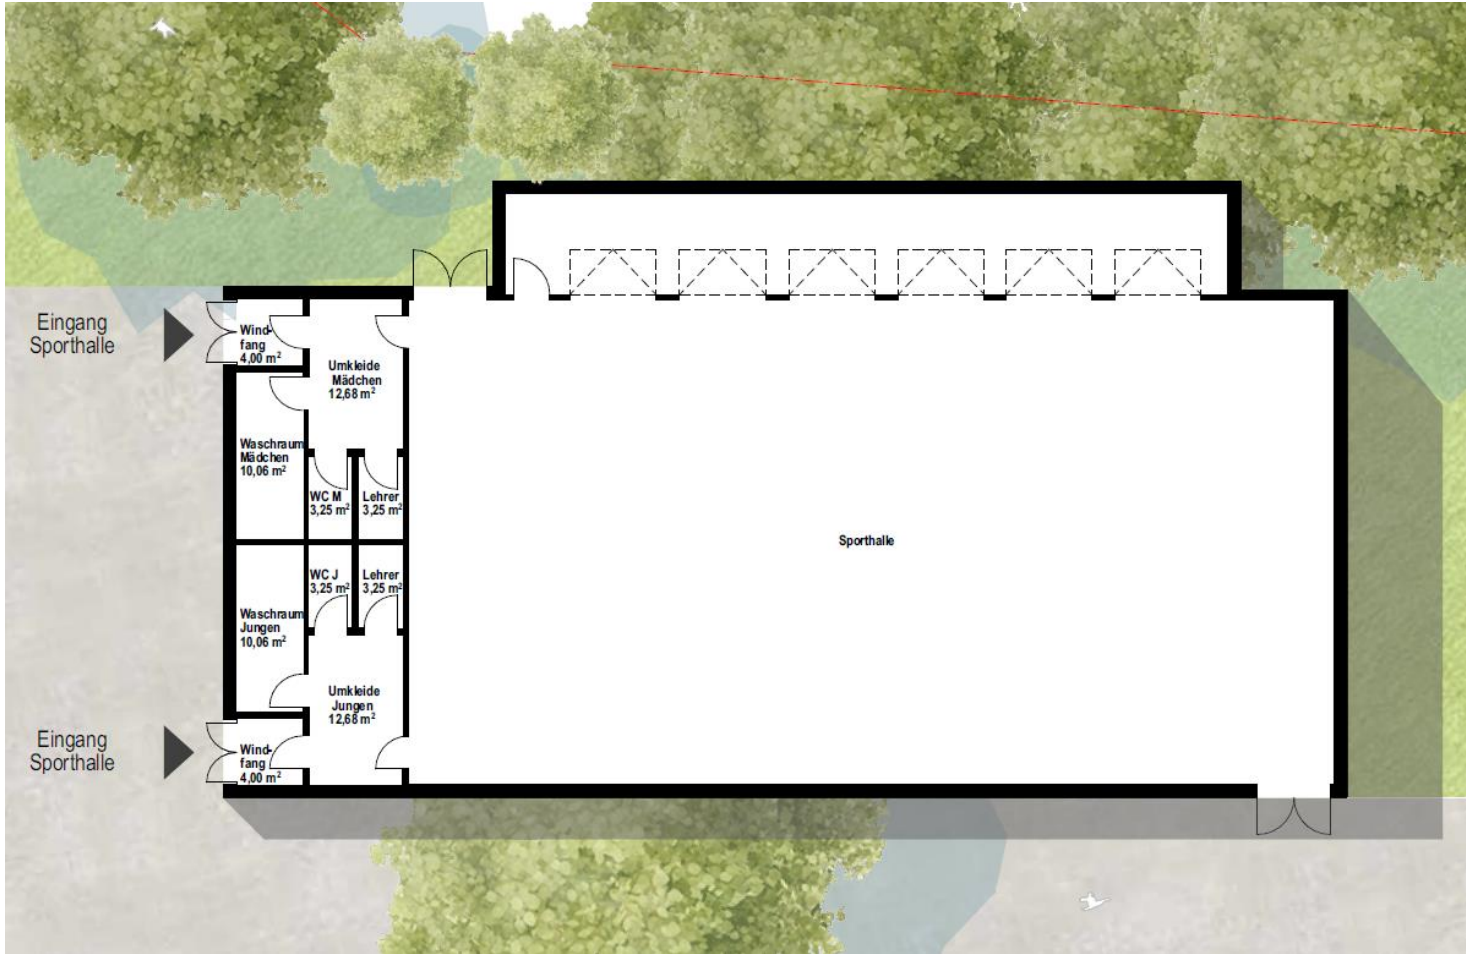 Eingang
Sporthalle
Wind-
fang
4,00 m²
Umkleide
Mädchen
12,68 m²
Waschraum
Mädchen
10,06 m²
WC M
3,25 m²
Lehrer
3,25 m²
Sporthalle
WC J
3,25 m²
Lehrer
3,25 m²
Waschraum
Jungen
10,06 m²
Umkleide
Jungen
12,68 m²
Eingang
Sporthalle
Wind-
fang
4,00 m²